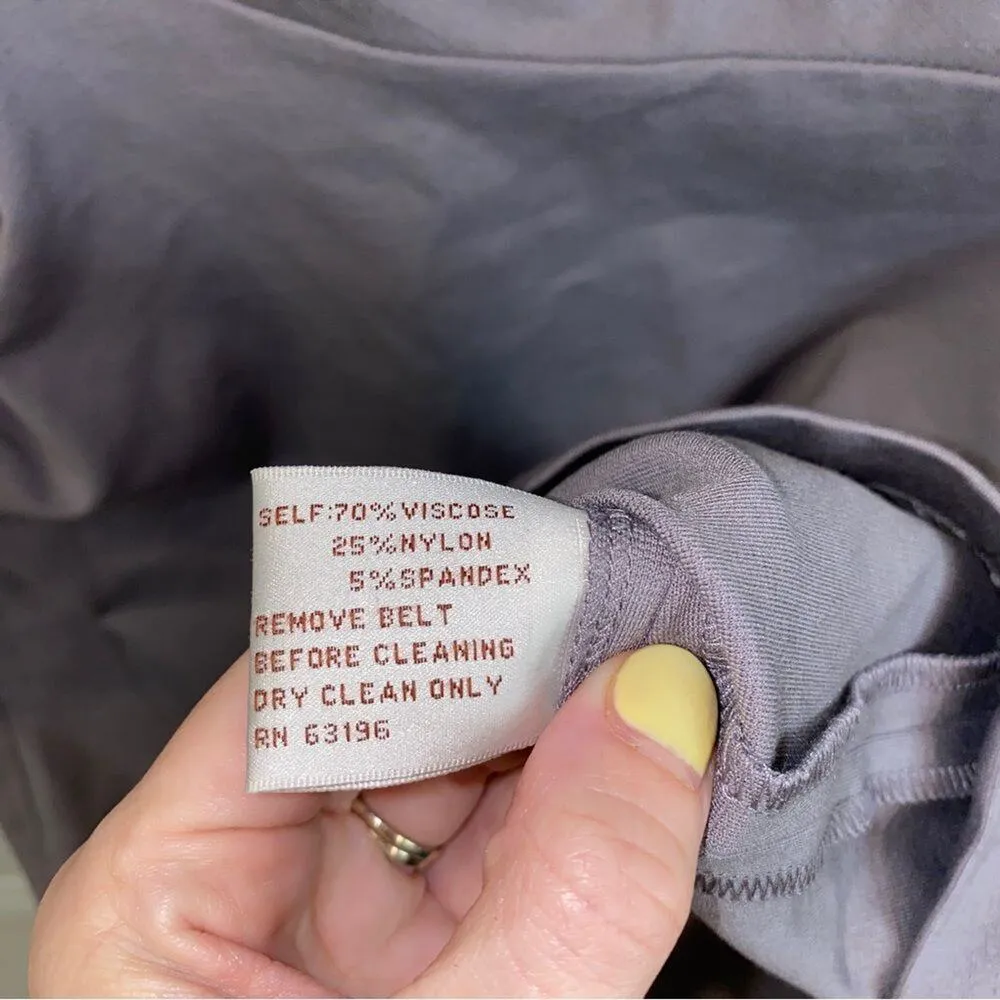 SELF:70%VISCOSE
25%NYLON
5%SPANDEX
REMOVE BELT
BEFORE CLEANING
DRY CLEAN ONLY
RN 63196